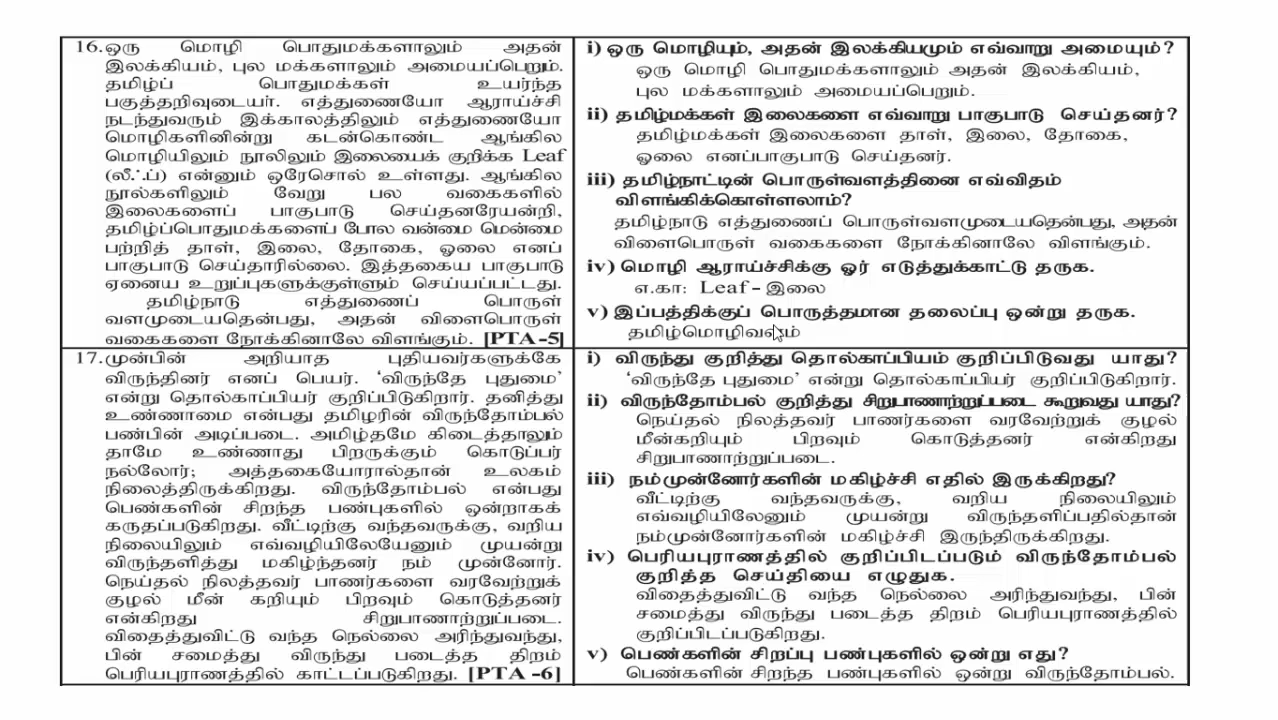 16. ஒரு மொழி பொதுமக்களாலும் அதன்
இலக்கியம், புல மக்களாலும் அமையப்பெறும்.
தமிழ்ப் பொதுமக்கள் உயர்ந்த
பகுத்தறிவுடையர். எத்துணையோ ஆராய்ச்சி
நடந்துவரும் இக்காலத்திலும் எத்துணையோ
மொழிகளினின்று கடன்கொண்ட ஆங்கில
மொழியிலும் நூலிலும் இலையைக் குறிக்க Leaf
(லீஃப்) என்னும் ஒரேசொல் உள்ளது. ஆங்கில
நூல்களிலும் வேறு பல வகைகளில்
இலைகளைப் பாகுபாடு செய்தனரேயன்றி,
தமிழ்ப்பொதுமக்களைப் போல வன்மை மென்மை
பற்றித் தாள், இலை, தோகை, ஓலை எனப்
பாகுபாடு செய்தாரில்லை. இத்தகைய பாகுபாடு
ஏனைய உறுப்புகளுக்குள்ளும் செய்யப்பட்டது.
தமிழ்நாடு எத்துணைப் பொருள்
வளமுடையதென்பது, அதன் விளைபொருள்
வகைகளை நோக்கினாலே விளங்கும். [PTA-5]
i) ஒரு மொழியும், அதன் இலக்கியமும் எவ்வாறு அமையும்?
ஒரு மொழி பொதுமக்களாலும் அதன் இலக்கியம்,
புல மக்களாலும் அமையப்பெறும்.
ii) தமிழ்மக்கள் இலைகளை எவ்வாறு பாகுபாடு செய்தனர்?
தமிழ்மக்கள் இலைகளை தாள், இலை, தோகை,
ஓலை எனப்பாகுபாடு செய்தனர்.
iii) தமிழ்நாட்டின் பொருள்வளத்தினை எவ்விதம்
விளங்கிக்கொள்ளலாம்?
தமிழ்நாடு எத்துணைப் பொருள்வளமுடையதென்பது, அதன்
விளைபொருள் வகைகளை நோக்கினாலே விளங்கும்.
iv) மொழி ஆராய்ச்சிக்கு ஓர் எடுத்துக்காட்டு தருக.
எ.கா: Leaf - இலை
v) இப்பத்திக்குப் பொருத்தமான தலைப்பு ஒன்று தருக.
தமிழ்மொழிவளம்
17. முன்பின் அறியாத புதியவர்களுக்கே
விருந்தினர் எனப் பெயர். ‘விருந்தே புதுமை’
என்று தொல்காப்பியர் குறிப்பிடுகிறார். தனித்து
உண்ணாமை என்பது தமிழரின் விருந்தோம்பல்
பண்பின் அடிப்படை. அமிழ்தமே கிடைத்தாலும்
தாமே உண்ணாது பிறருக்கும் கொடுப்பர்
நல்லோர்; அத்தகையோரால்தான் உலகம்
நிலைத்திருக்கிறது. விருந்தோம்பல் என்பது
பெண்களின் சிறந்த பண்புகளில் ஒன்றாகக்
கருதப்படுகிறது. வீட்டிற்கு வந்தவருக்கு, வறிய
நிலையிலும் எவ்வழியிலேயேனும் முயன்று
விருந்தளித்து மகிழ்ந்தனர் நம் முன்னோர்.
நெய்தல் நிலத்தவர் பாணர்களை வரவேற்றுக்
குழல் மீன் கறியும் பிறவும் கொடுத்தனர்
என்கிறது சிறுபாணாற்றுப்படை.
விதைத்துவிட்டு வந்த நெல்லை அரிந்துவந்து,
பின் சமைத்து விருந்து படைத்த திறம்
பெரியபுராணத்தில் காட்டப்படுகிறது. [PTA -6]
i) விருந்து குறித்து தொல்காப்பியம் குறிப்பிடுவது யாது?
‘விருந்தே புதுமை’ என்று தொல்காப்பியர் குறிப்பிடுகிறார்.
ii) விருந்தோம்பல் குறித்து சிறுபாணாற்றுப்படை கூறுவது யாது?
நெய்தல் நிலத்தவர் பாணர்களை வரவேற்றுக் குழல்
மீன்கறியும் பிறவும் கொடுத்தனர் என்கிறது
சிறுபாணாற்றுப்படை.
iii) நம்முன்னோர்களின் மகிழ்ச்சி எதில் இருக்கிறது?
வீட்டிற்கு வந்தவருக்கு, வறிய நிலையிலும்
எவ்வழியிலேனும் முயன்று விருந்தளிப்பதில்தான்
நம்முன்னோர்களின் மகிழ்ச்சி இருந்திருக்கிறது.
iv) பெரியபுராணத்தில் குறிப்பிடப்படும் விருந்தோம்பல்
குறித்த செய்தியை எழுதுக.
விதைத்துவிட்டு வந்த நெல்லை அரிந்துவந்து, பின்
சமைத்து விருந்து படைத்த திறம் பெரியபுராணத்தில்
குறிப்பிடப்படுகிறது.
v) பெண்களின் சிறப்பு பண்புகளில் ஒன்று எது?
பெண்களின் சிறந்த பண்புகளில் ஒன்று விருந்தோம்பல்.